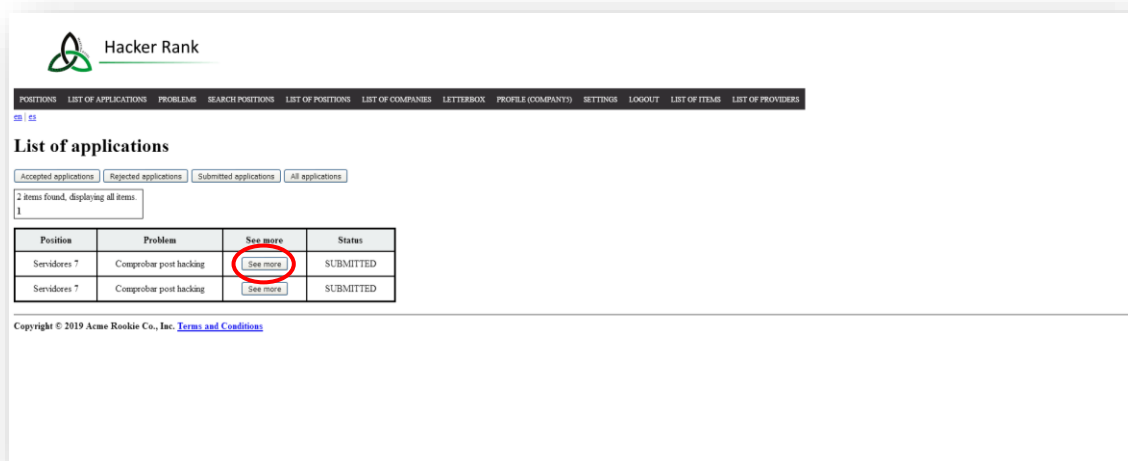 Hacker Rank
POSITIONS LIST OF APPLICATIONS PROBLEMS SEARCH POSITIONS LIST OF POSITIONS LIST OF COMPANIES LETTERBOX PROFILE (COMPANY5) SETTINGS LOGOUT LIST OF ITEMS LIST OF PROVIDERS
en | es
List of applications
Accepted applications Rejected applications Submitted applications All applications
2 items found, displaying all items.
1
Position Problem See more Status
Servidores 7 Comprobar post hacking See more SUBMITTED
Servidores 7 Comprobar post hacking See more SUBMITTED
Copyright © 2019 Acme Rookie Co., Inc. Terms and Conditions